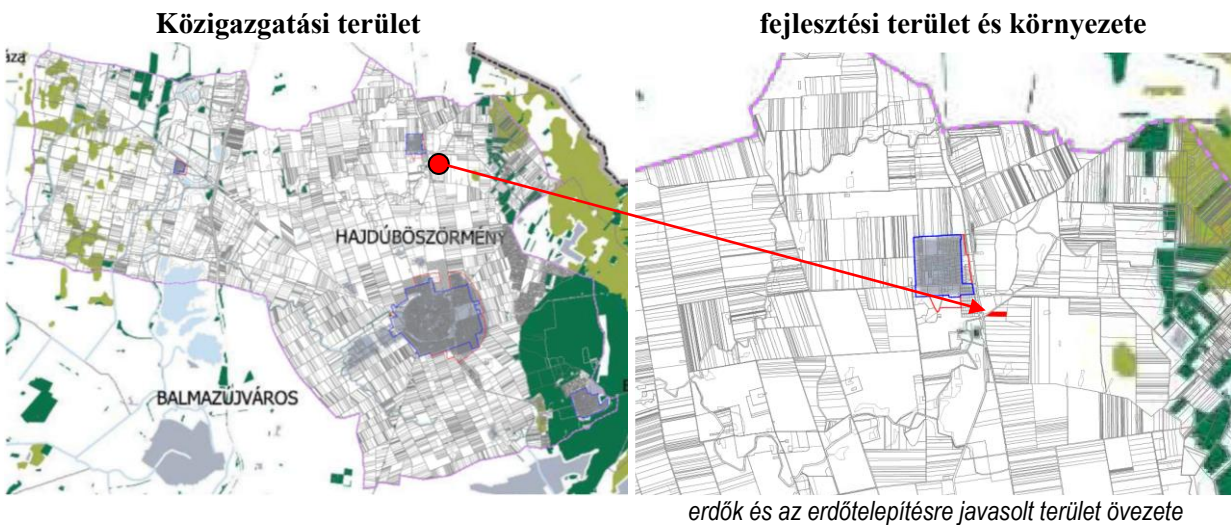 Közigazgatási terület
fejlesztési terület és környezete
HAJDÚBÖSZÖRMÉNY
BALMAZÚJVÁROS
erdők és az erdőtelepítésre javasolt terület övezete